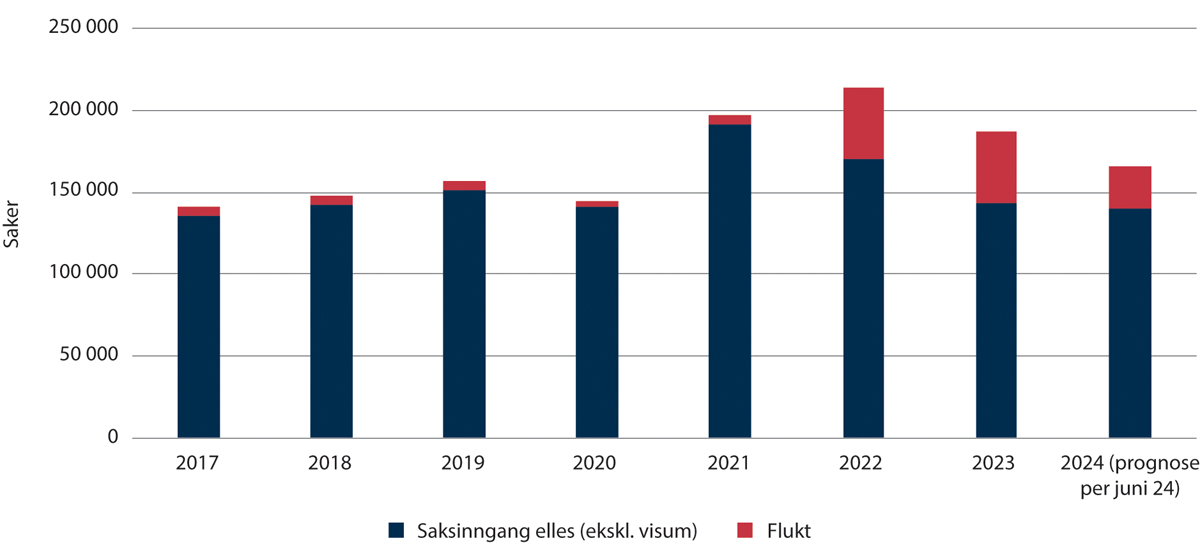 250 000
200 000
150 000
100 000
50 000
0
Saker
2017
2018
2019
2020
2021
2022
2023
2024 (prognose
per juni 24)
Saksinngang elles (ekskl. visum)
Flukt